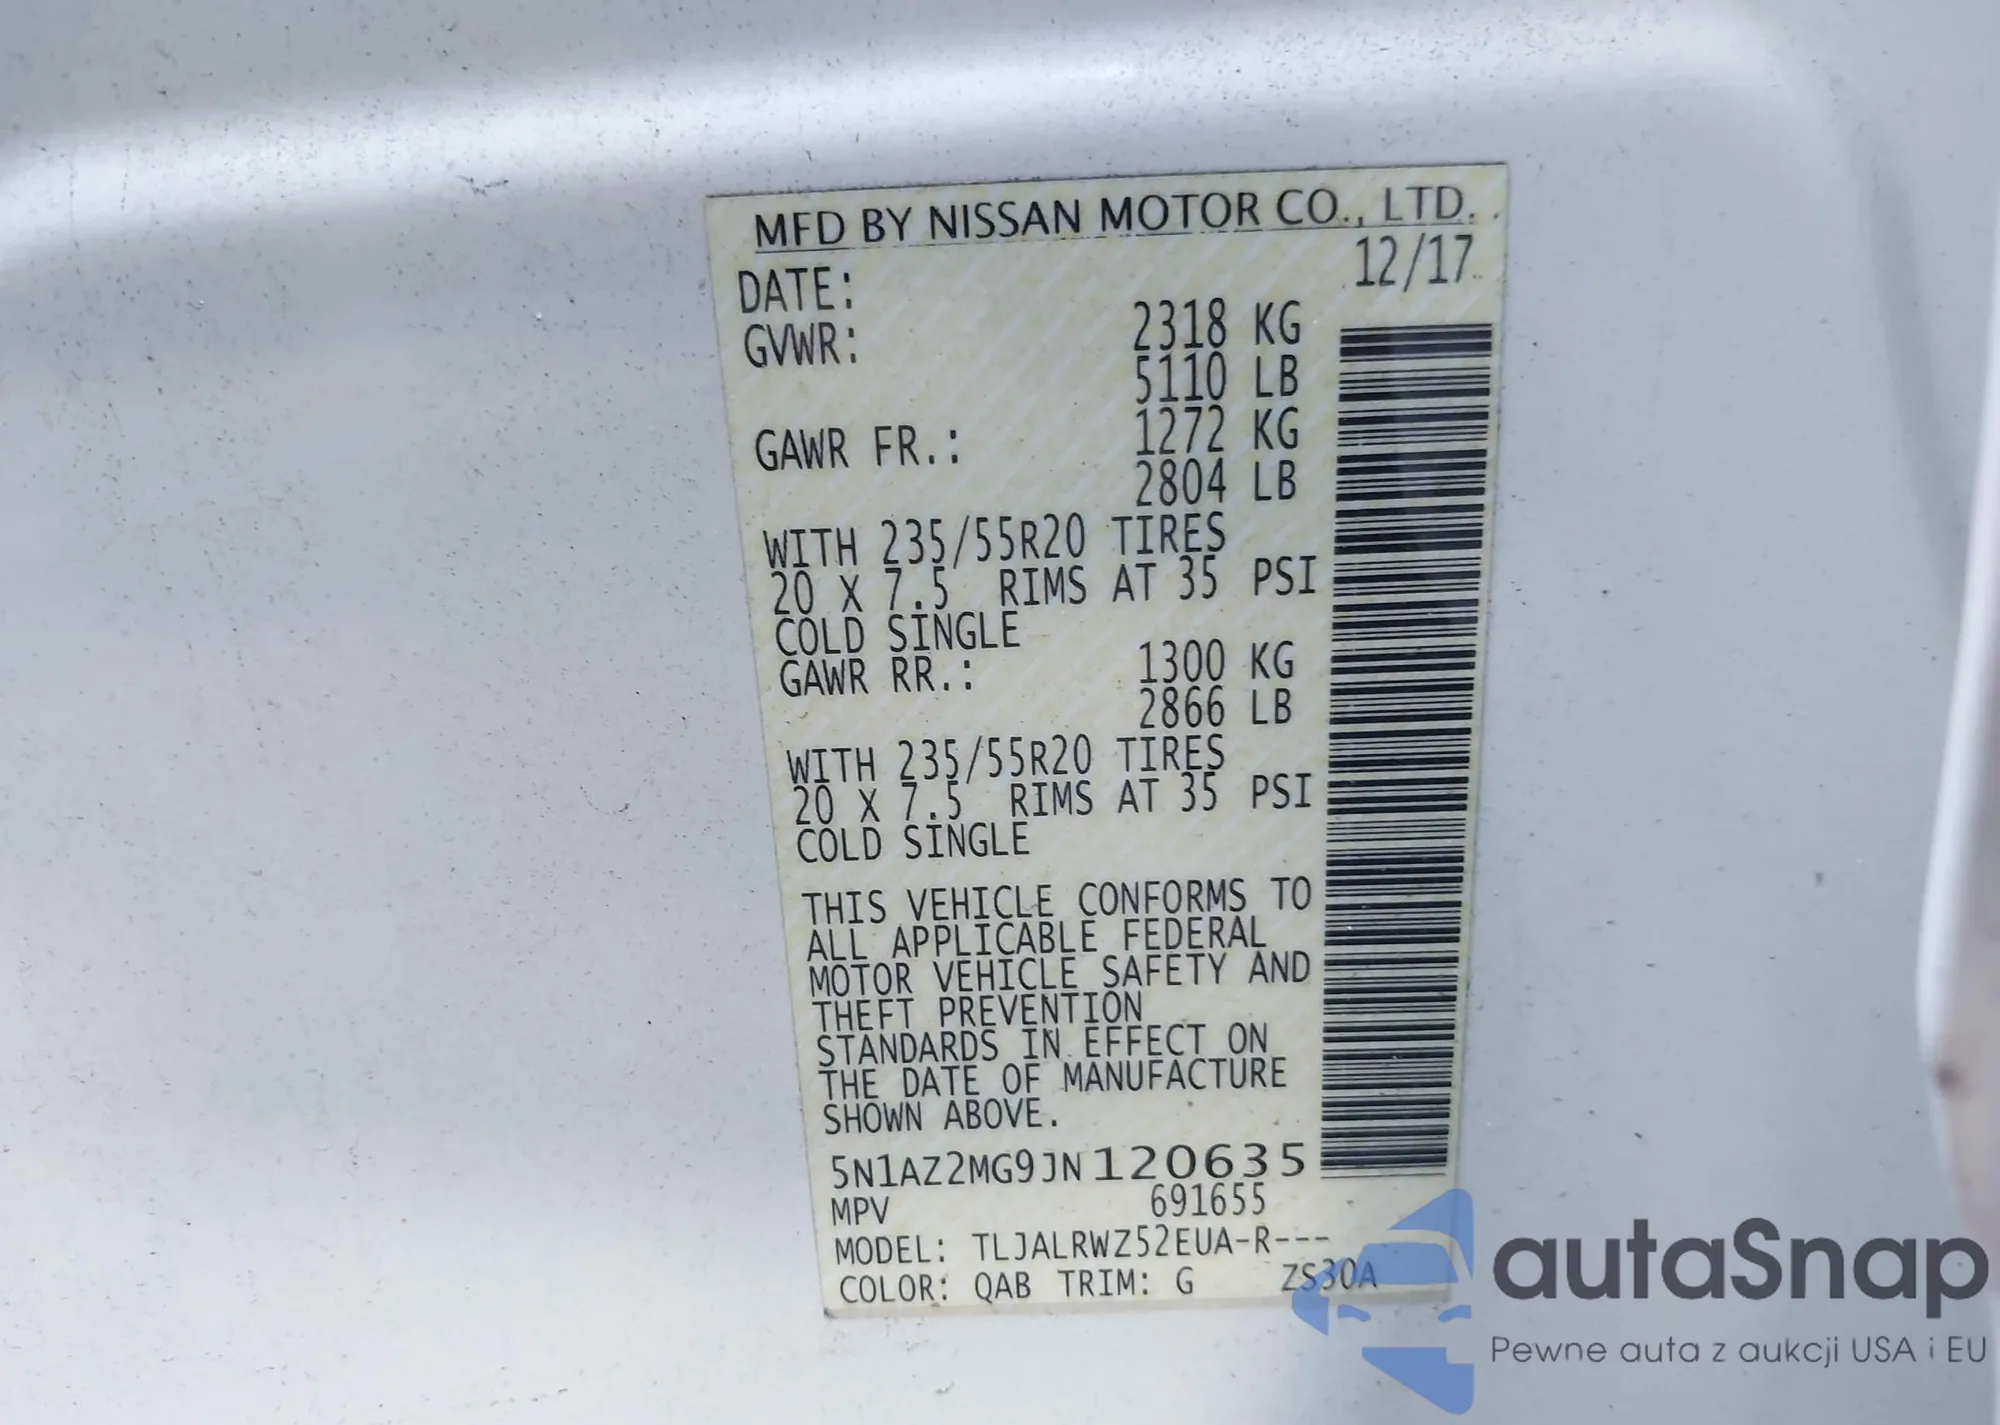 MFD BY NISSAN MOTOR CO., LTD.
DATE: 12/17
GVWR: 2318 KG
5110 LB
GAWR FR.: 1272 KG
2804 LB
WITH 235/55R20 TIRES
20 X 7.5 RIMS AT 35 PSI
COLD SINGLE
GAWR RR.: 1300 KG
2866 LB
WITH 235/55R20 TIRES
20 X 7.5 RIMS AT 35 PSI
COLD SINGLE
THIS VEHICLE CONFORMS TO
ALL APPLICABLE FEDERAL
MOTOR VEHICLE SAFETY AND
THEFT PREVENTION
STANDARDS IN EFFECT ON
THE DATE OF MANUFACTURE
SHOWN ABOVE.
5N1AZ2MG9JN120635
MPV 691655
MODEL: TLJALRWZ52EUA-R---
COLOR: QAB TRIM: G ZS30A
autaSnap
Pewne auta z aukcji USA i EU